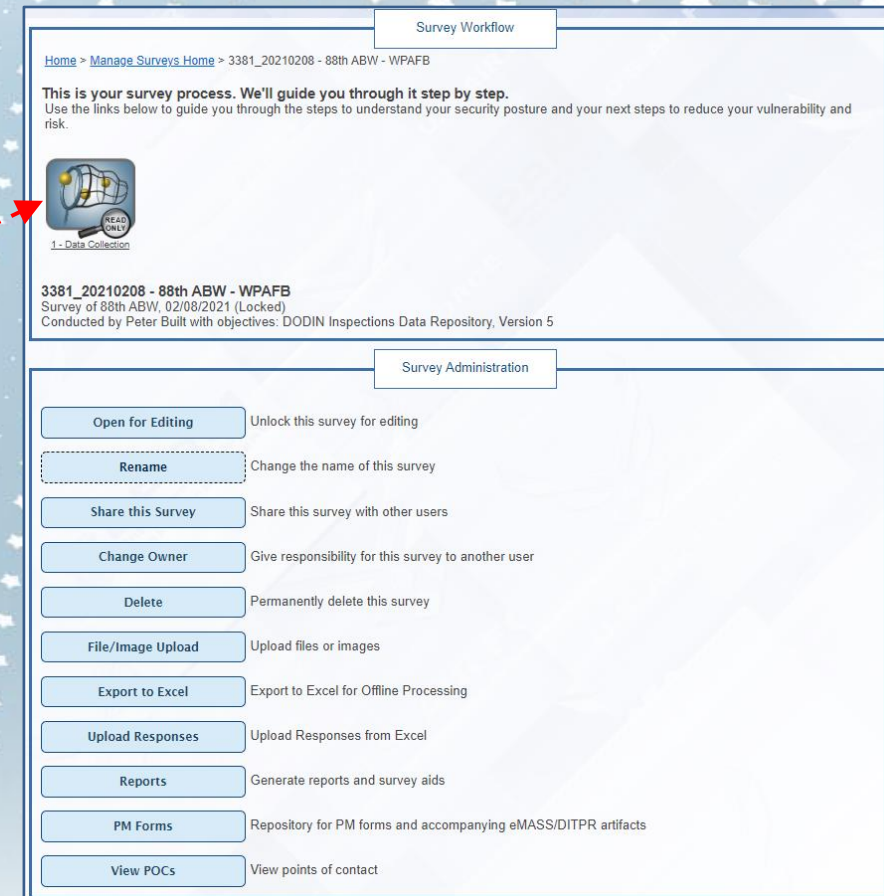 Survey Workflow
Home > Manage Surveys Home > 3381_20210208 - 88th ABW - WPAFB
This is your survey process. We'll guide you through it step by step.
Use the links below to guide you through the steps to understand your security posture and your next steps to reduce your vulnerability and
risk.
READ
ONLY
1 - Data Collection
3381_20210208 - 88th ABW - WPAFB
Survey of 88th ABW, 02/08/2021 (Locked)
Conducted by Peter Built with objectives: DODIN Inspections Data Repository, Version 5
Survey Administration
Open for Editing Unlock this survey for editing
Rename Change the name of this survey
Share this Survey Share this survey with other users
Change Owner Give responsibility for this survey to another user
Delete Permanently delete this survey
File/Image Upload Upload files or images
Export to Excel Export to Excel for Offline Processing
Upload Responses Upload Responses from Excel
Reports Generate reports and survey aids
PM Forms Repository for PM forms and accompanying eMASS/DITPR artifacts
View POCs View points of contact